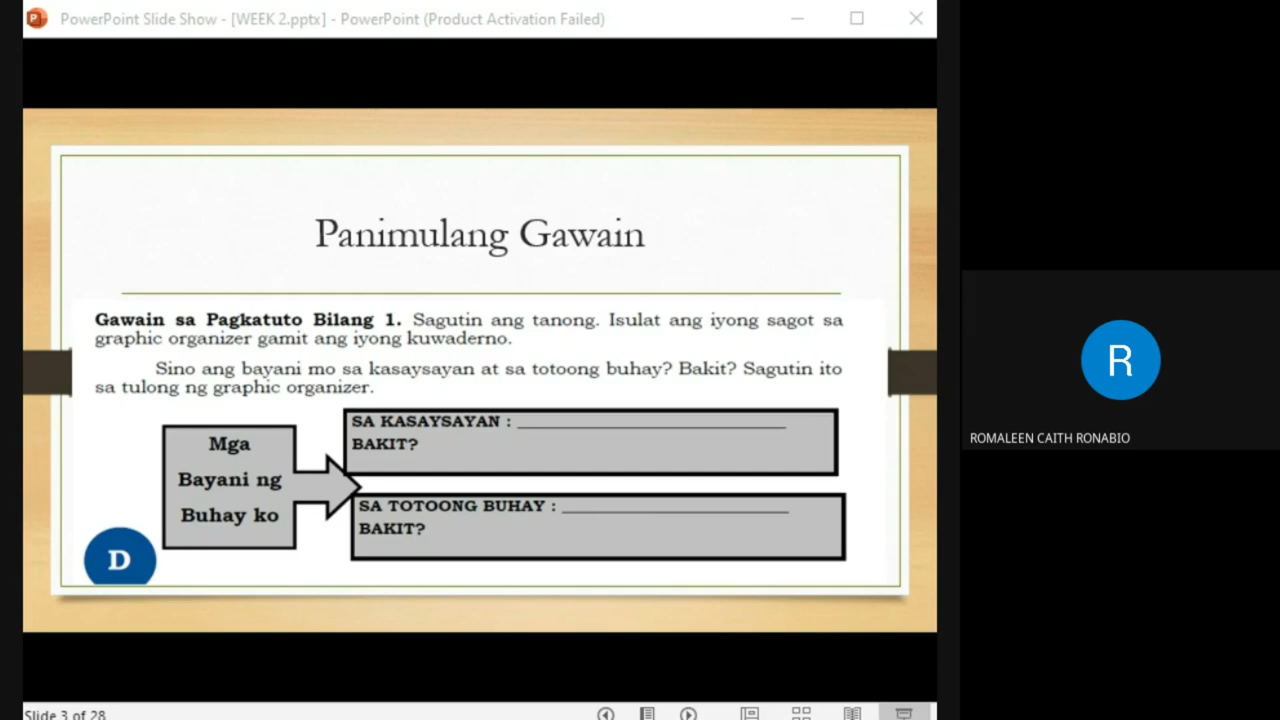 PowerPoint Slide Show - [WEEK 2.pptx] - PowerPoint (Product Activation Failed)
Panimulang Gawain
Gawain sa Pagkatuto Bilang 1. Sagutin ang tanong. Isulat ang iyong sagot sa
graphic organizer gamit ang iyong kuwaderno.
Sino ang bayani mo sa kasaysayan at sa totoong buhay? Bakit? Sagutin ito
sa tulong ng graphic organizer.
Mga
Bayani ng
Buhay ko
SA KASAYSAYAN : ______________________________
BAKIT?
SA TOTOONG BUHAY : _________________________
BAKIT?
D
R
ROMALEEN CAITH RONABIO
Slide 3 of 28